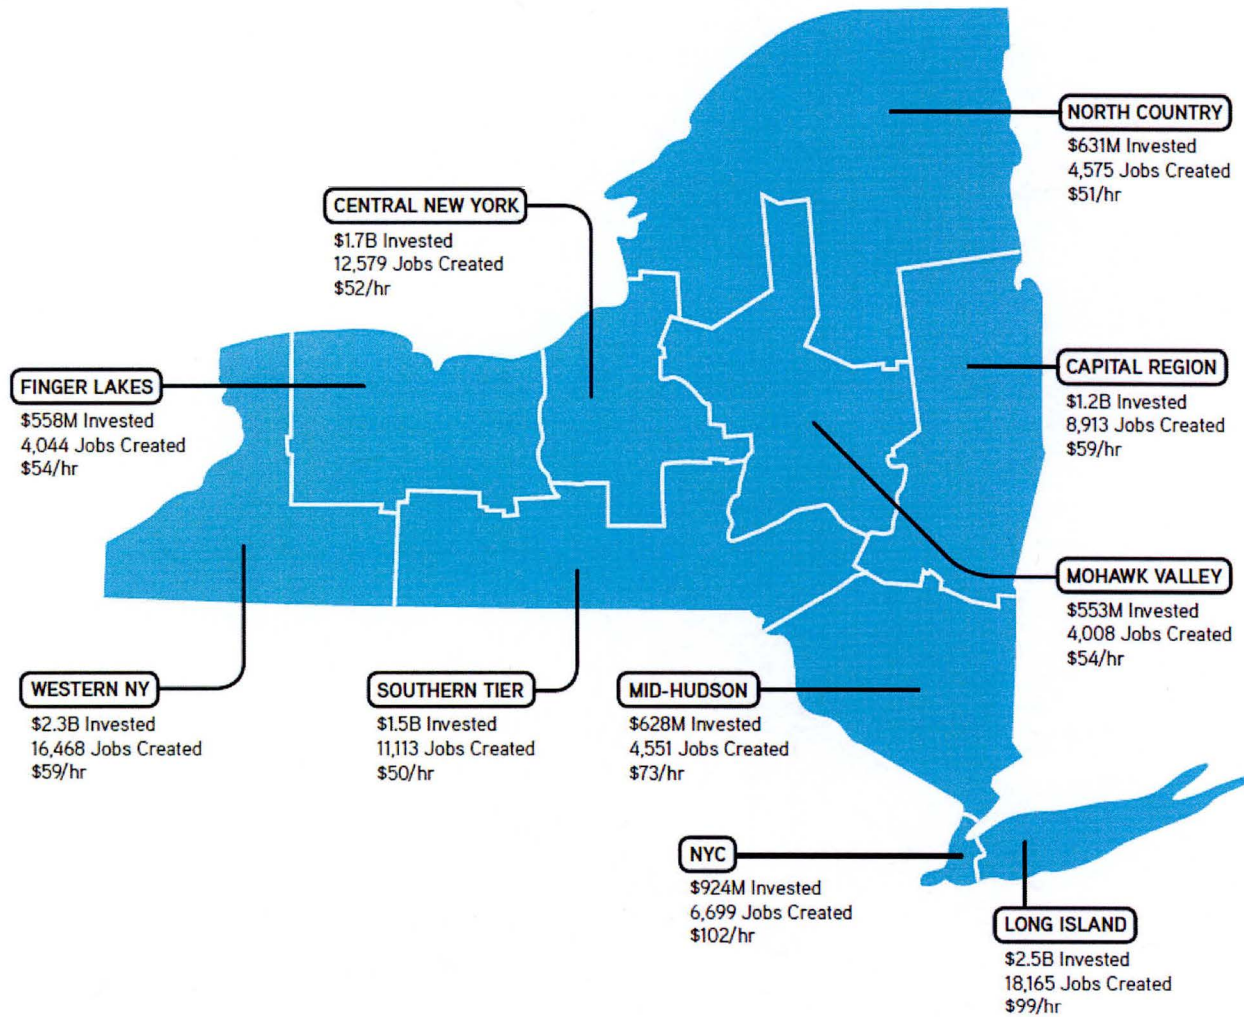 NORTH COUNTRY
$631M Invested
4,575 Jobs Created
$51/hr
CENTRAL NEW YORK
$1.7B Invested
12,579 Jobs Created
$52/hr
FINGER LAKES
$558M Invested
4,044 Jobs Created
$54/hr
CAPITAL REGION
$1.2B Invested
8,913 Jobs Created
$59/hr
MOHAWK VALLEY
$553M Invested
4,008 Jobs Created
$54/hr
WESTERN NY
$2.3B Invested
16,468 Jobs Created
$59/hr
SOUTHERN TIER
$1.5B Invested
11,113 Jobs Created
$50/hr
MID-HUDSON
$628M Invested
4,551 Jobs Created
$73/hr
NYC
$924M Invested
6,699 Jobs Created
$102/hr
LONG ISLAND
$2.5B Invested
18,165 Jobs Created
$99/hr